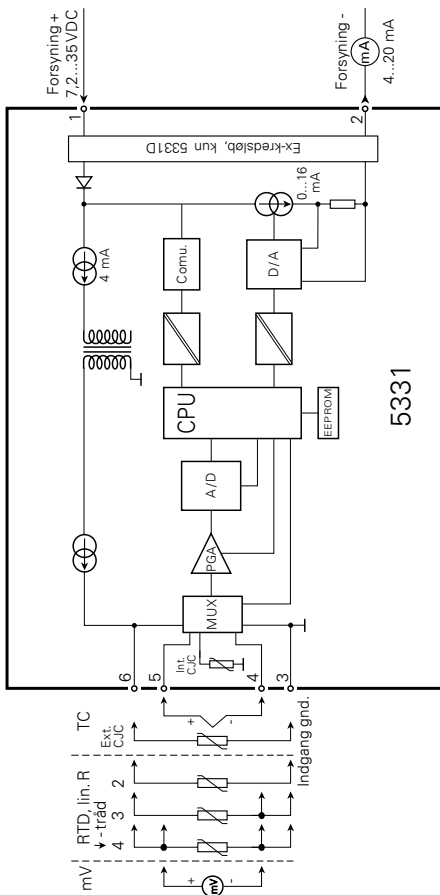 Forsyning +
7,2...35 VDC
1
Forsyning -
mA
4...20 mA
2
Ex-kredsløb, kun 5331D
4 mA
Comu.
D/A
0...16
mA
CPU
EEPROM
5331
A/D
PGA
MUX
Int.
CJC
6
5
4
3
TC
Ext.
CJC
+
-
Indgang gnd.
RTD, lin. R
- tråd
2
3
4
mV
+
mV
-